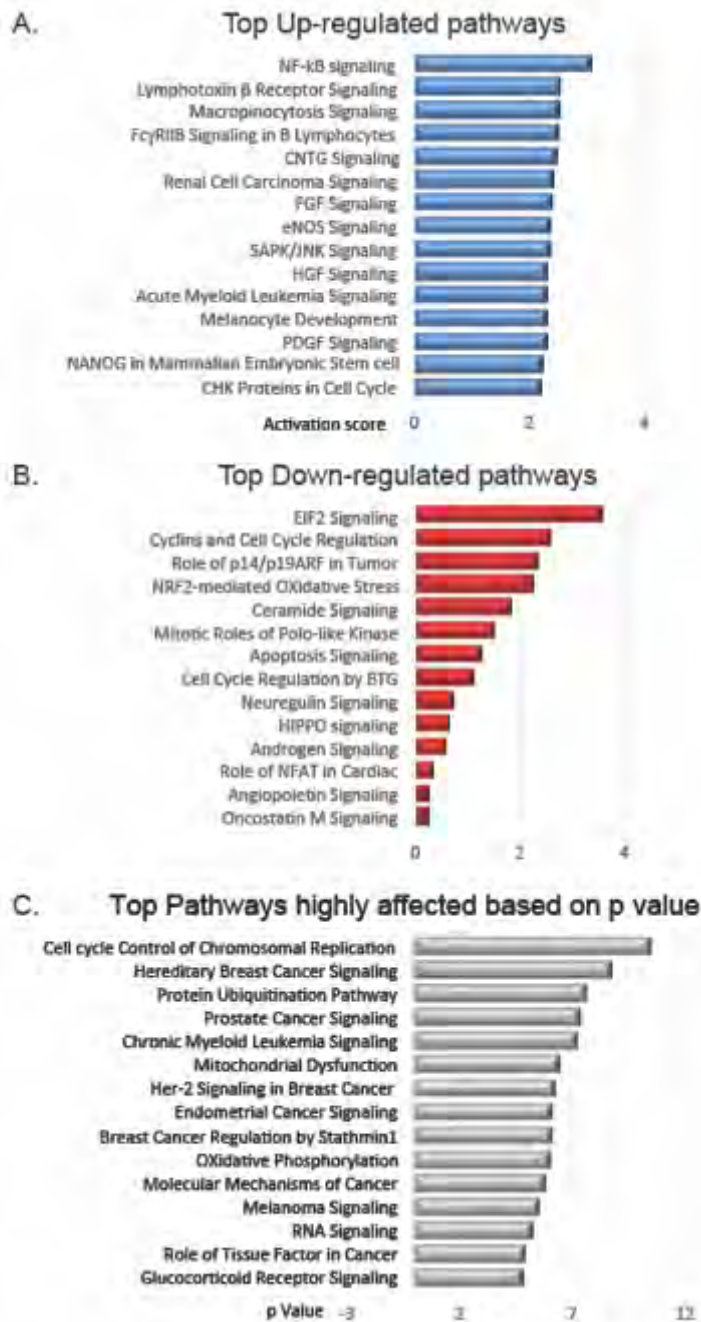 A. Top Up-regulated pathways
NF-kB signaling
Lymphotoxin β Receptor Signaling
Macropinocytosis Signaling
FcγRIIB Signaling in B Lymphocytes
CNTG Signaling
Renal Cell Carcinoma Signaling
FGF Signaling
eNOS Signaling
SAPK/JNK Signaling
HGF Signaling
Acute Myeloid Leukemia Signaling
Melanocyte Development
PDGF Signaling
NANOG in Mammalian Embryonic Stem cell
CHK Proteins in Cell Cycle
Activation score 0 2 4
B. Top Down-regulated pathways
EIF2 Signaling
Cyclins and Cell Cycle Regulation
Role of p14/p19ARF in Tumor
NRF2-mediated OXidative Stress
Ceramide Signaling
Mitotic Roles of Polo-like Kinase
Apoptosis Signaling
Cell Cycle Regulation by BTG
Neuregulin Signaling
HIPPO signaling
Androgen Signaling
Role of NFAT in Cardiac
Angiopoietin Signaling
Oncostatin M Signaling
0 2 4
C. Top Pathways highly affected based on p value
Cell cycle Control of Chromosomal Replication
Hereditary Breast Cancer Signaling
Protein Ubiquitination Pathway
Prostate Cancer Signaling
Chronic Myeloid Leukemia Signaling
Mitochondrial Dysfunction
Her-2 Signaling in Breast Cancer
Endometrial Cancer Signaling
Breast Cancer Regulation by Stathmin1
OXidative Phosphorylation
Molecular Mechanisms of Cancer
Melanoma Signaling
RNA Signaling
Role of Tissue Factor in Cancer
Glucocorticoid Receptor Signaling
p Value -3 2 7 12